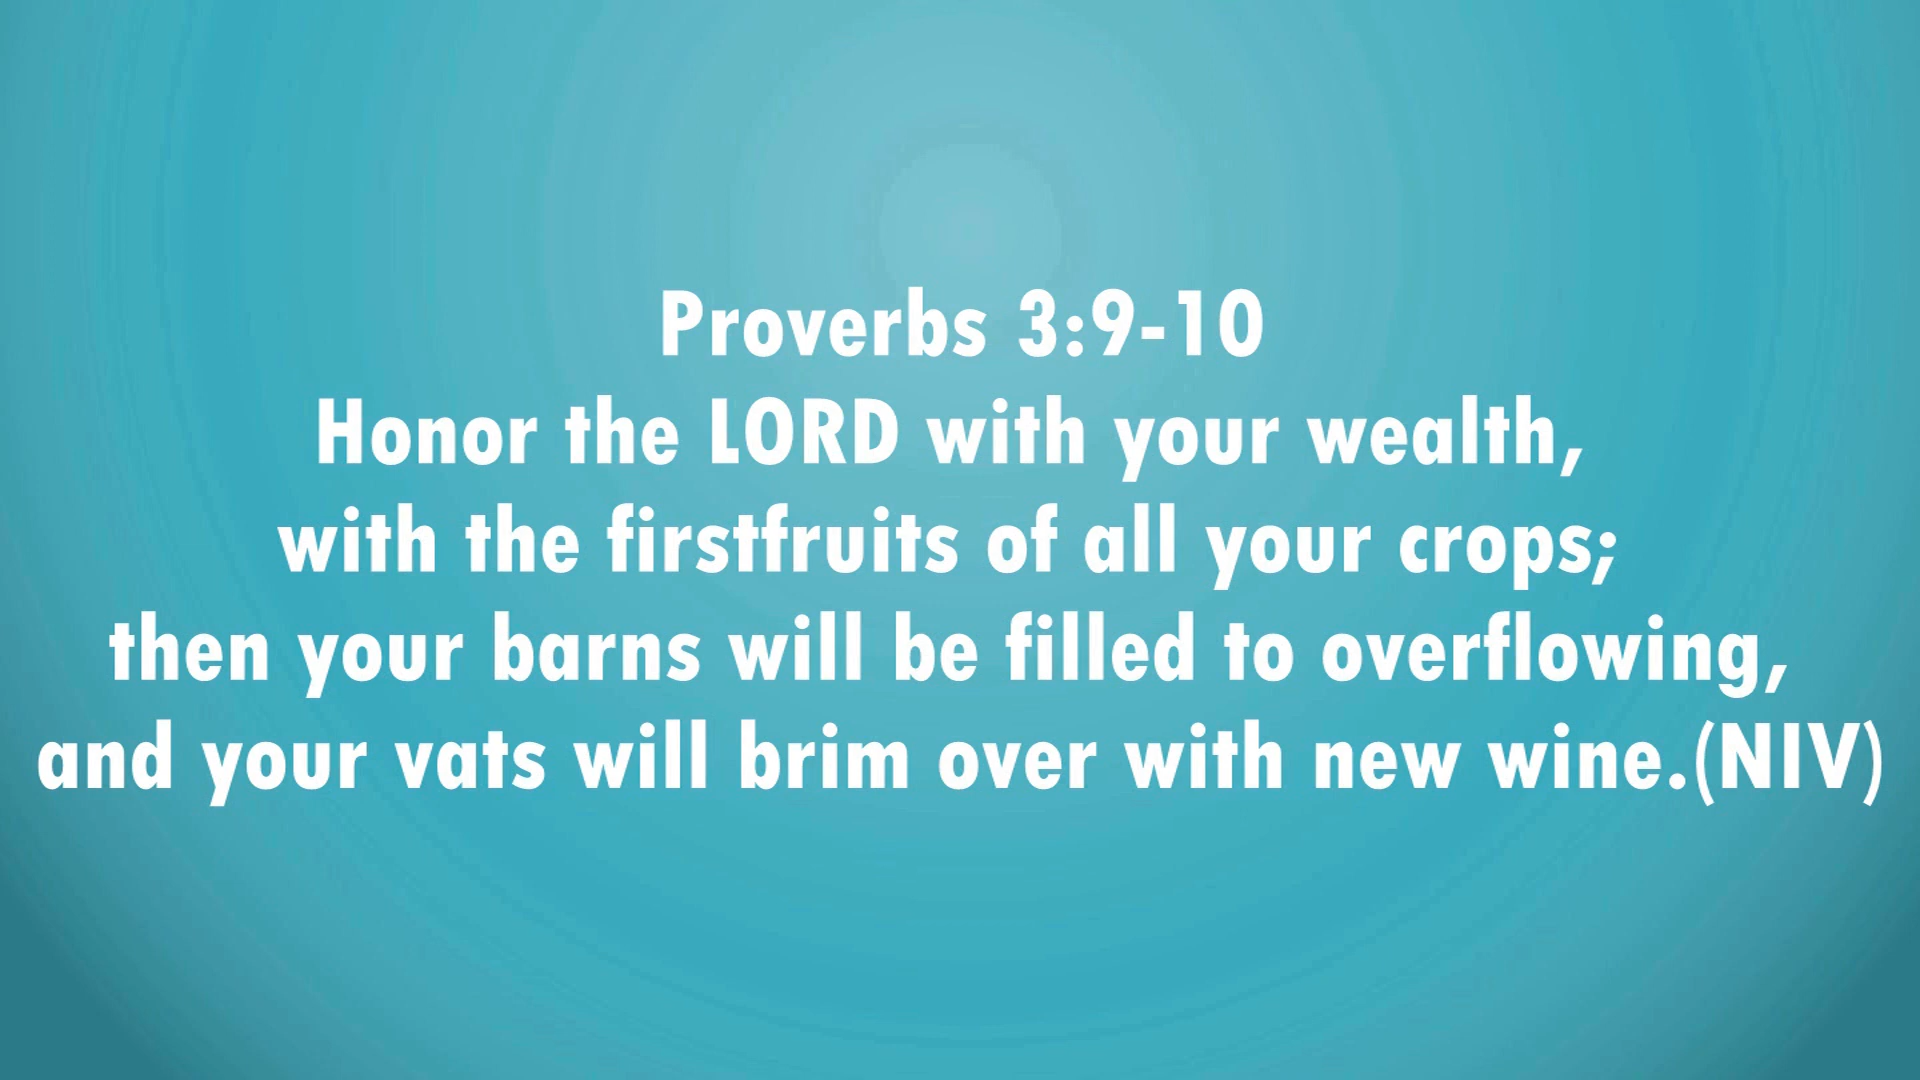 Proverbs 3:9-10
Honor the LORD with your wealth,
with the firstfruits of all your crops;
then your barns will be filled to overflowing,
and your vats will brim over with new wine.(NIV)